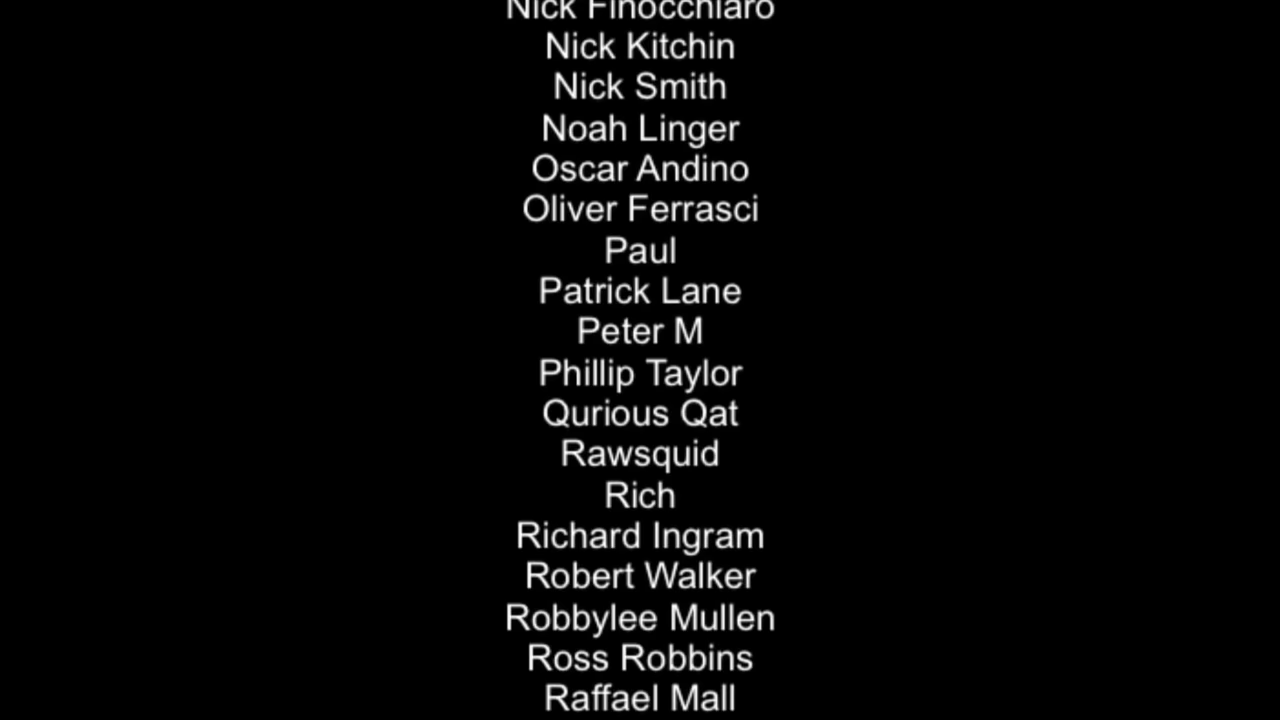 Nick Finocchiaro
Nick Kitchin
Nick Smith
Noah Linger
Oscar Andino
Oliver Ferrasci
Paul
Patrick Lane
Peter M
Phillip Taylor
Qurious Qat
Rawsquid
Rich
Richard Ingram
Robert Walker
Robbylee Mullen
Ross Robbins
Raffael Mall